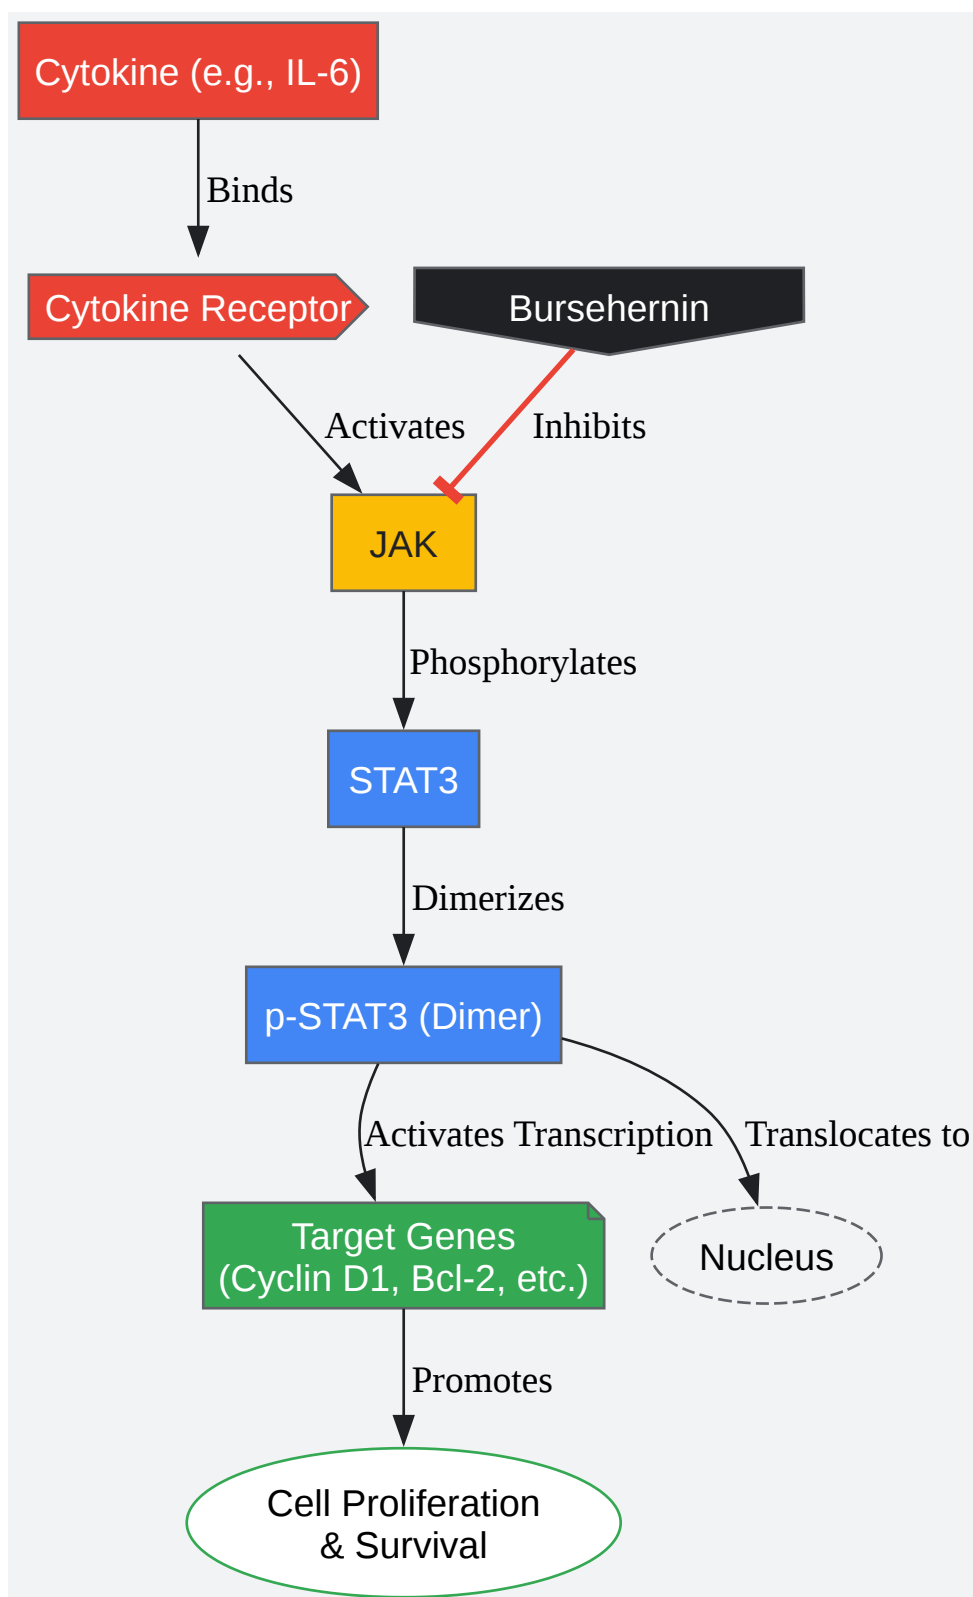 Cytokine (e.g., IL-6)
Binds
Cytokine Receptor
Bursehernin
Activates
Inhibits
JAK
Phosphorylates
STAT3
Dimerizes
p-STAT3 (Dimer)
Activates Transcription
Translocates to
Target Genes
(Cyclin D1, Bcl-2, etc.)
Nucleus
Promotes
Cell Proliferation
& Survival